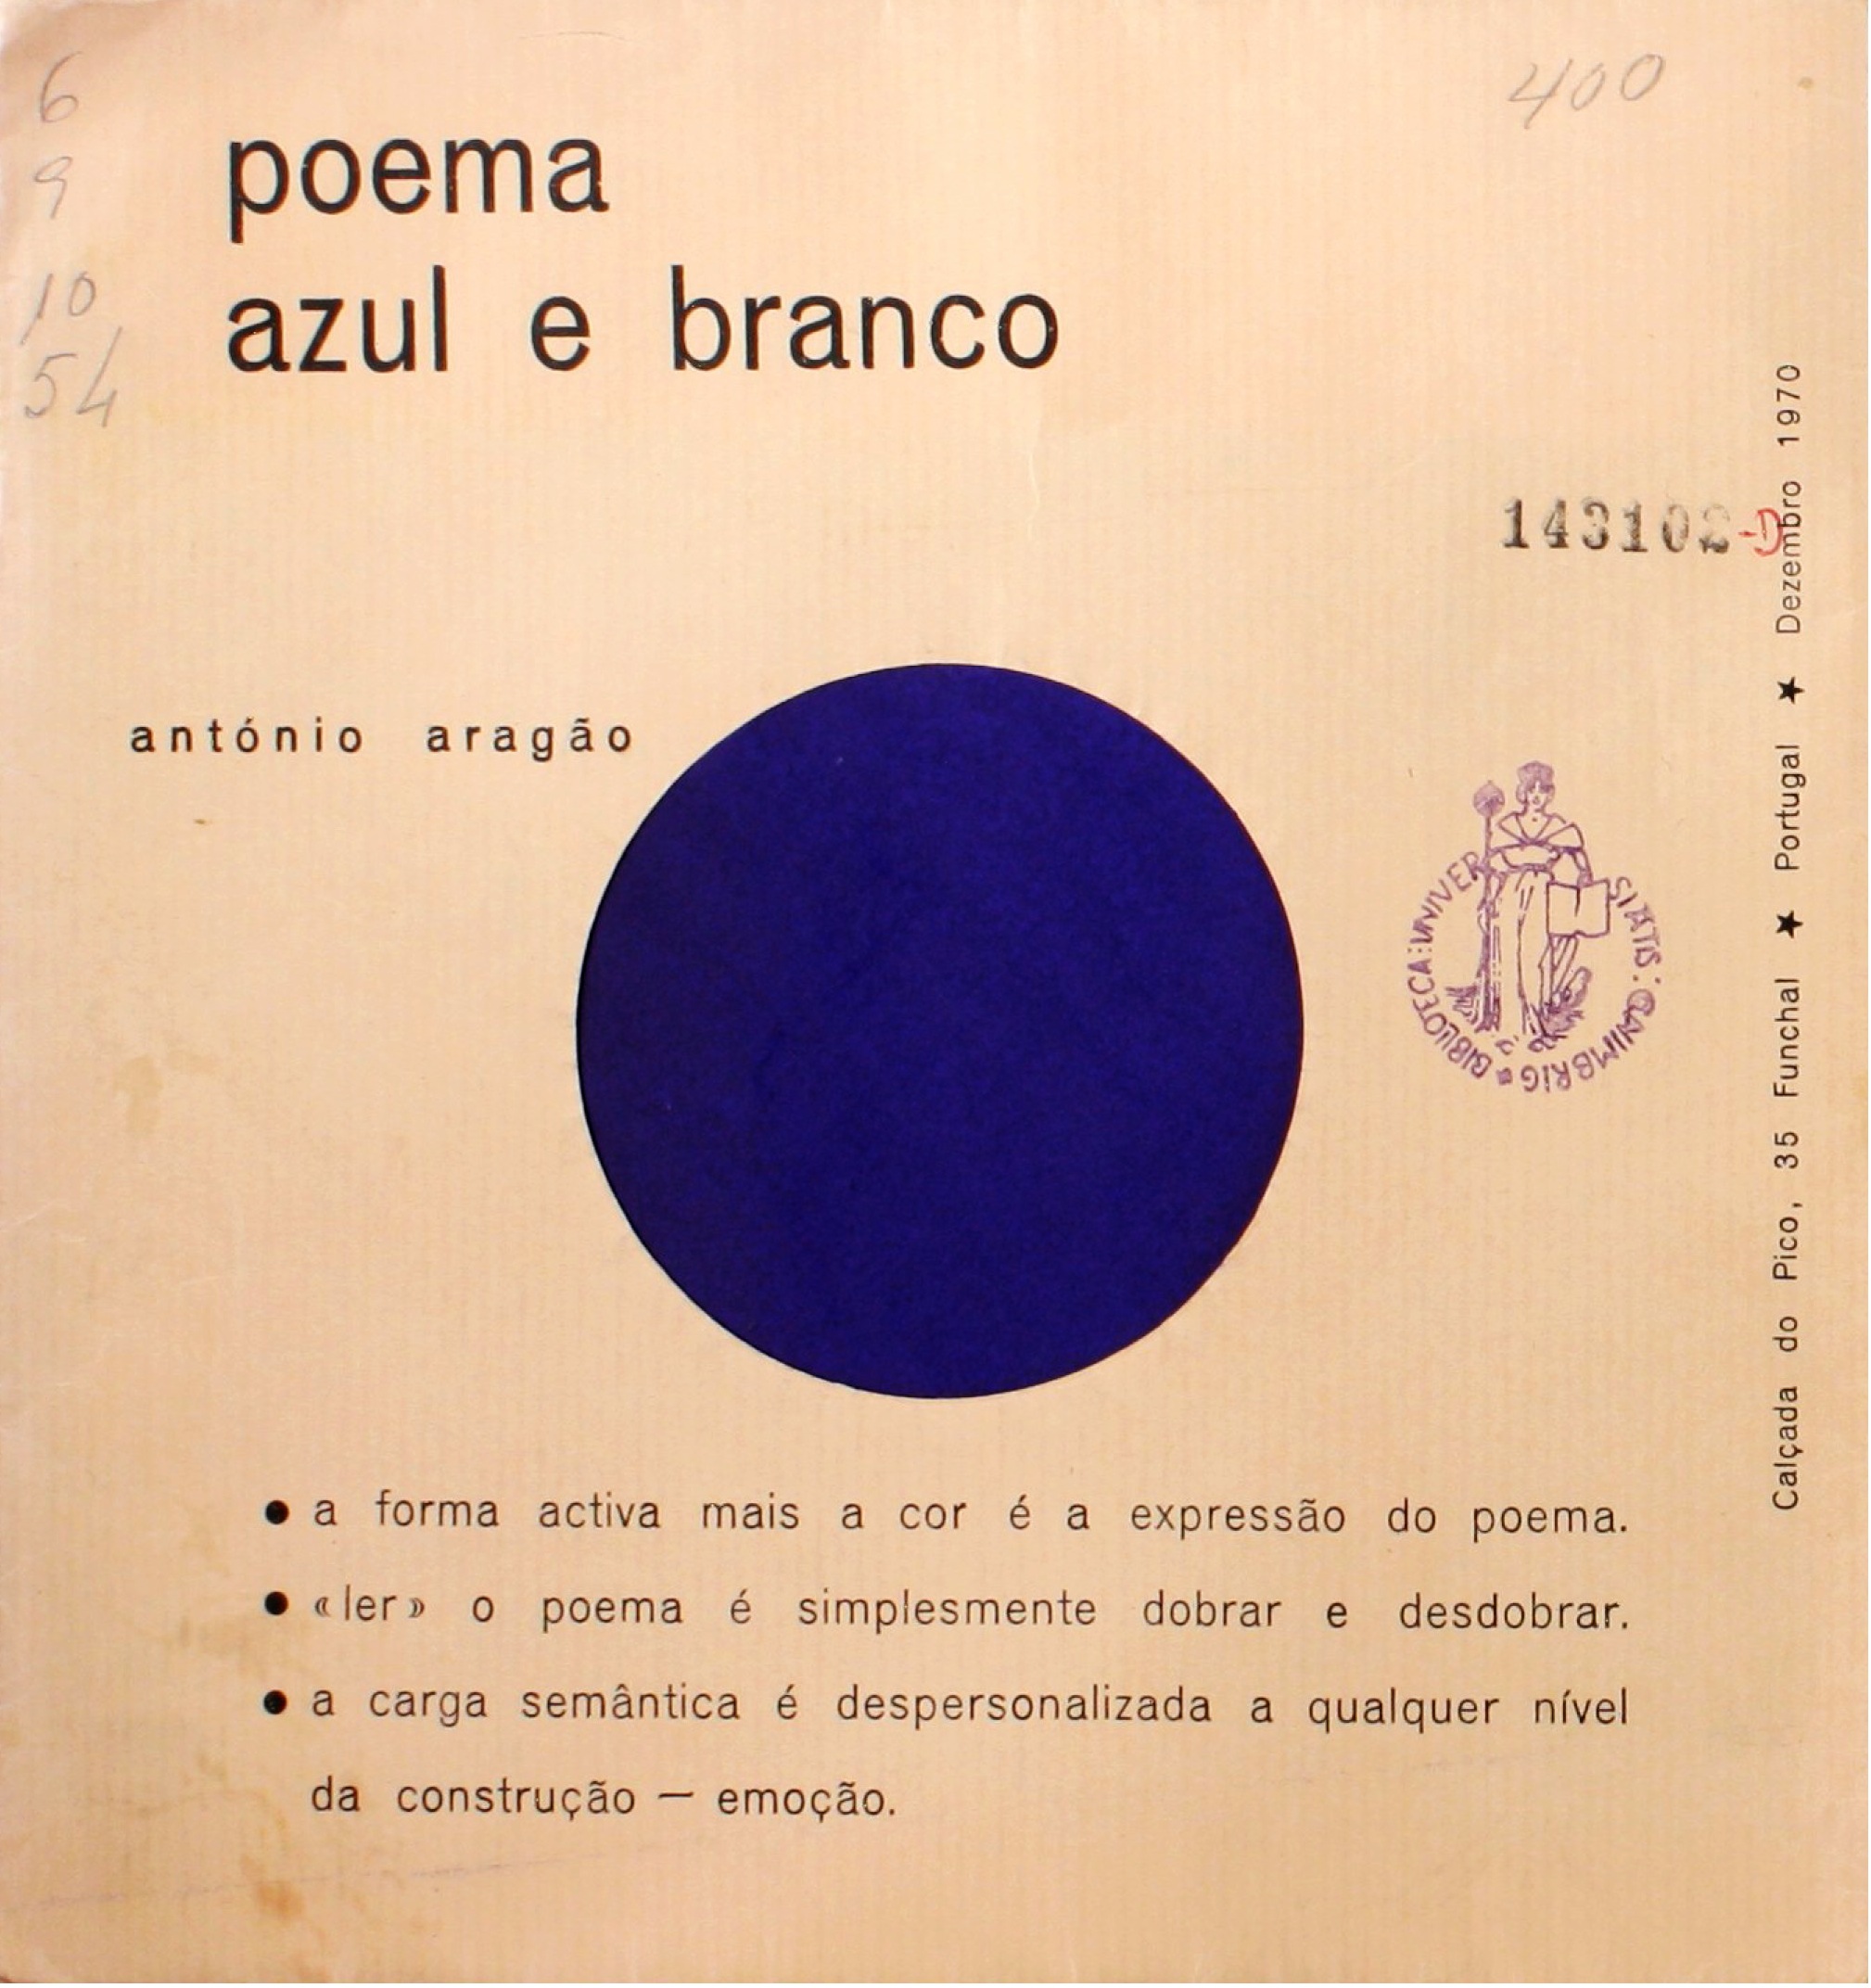 6
9
10
54
400
poema
azul e branco
143102-D
antónio aragão
BIBLIOTECA: UNIVERSITATIS:
Calçada do Pico, 35 Funchal ★ Portugal ★ Dezembro 1970
● a forma activa mais a cor é a expressão do poema.
● «ler» o poema é simplesmente dobrar e desdobrar.
● a carga semântica é despersonalizada a qualquer nível
da construção — emoção.